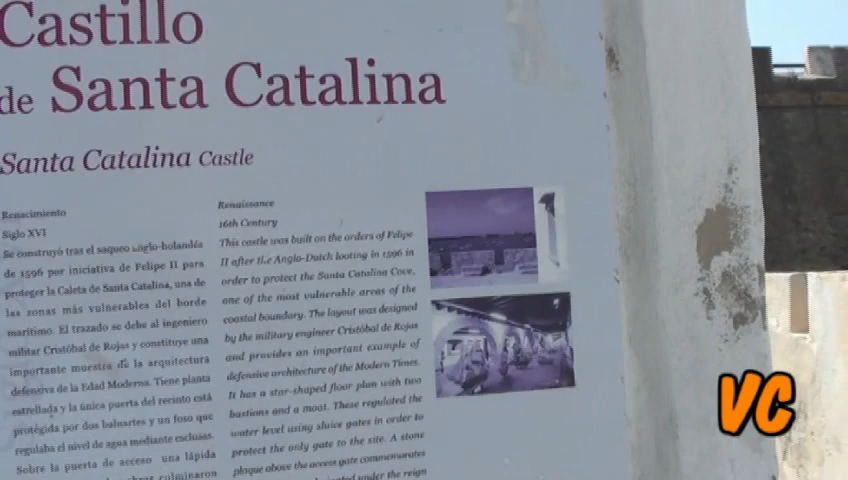 Castillo
de Santa Catalina
Santa Catalina Castle
Renacimiento
Siglo XVI
Se construyó tras el saqueo anglo-holandés
de 1596 por iniciativa de Felipe II para
proteger la Caleta de Santa Catalina, una de
las zonas más vulnerables del borde
marítimo. El trazado se debe al ingeniero
militar Cristóbal de Rojas y constituye una
importante muestra de la arquitectura
defensiva de la Edad Moderna. Tiene planta
estrellada y la única puerta del recinto está
protegida por dos baluartes y un foso que
regulaba el nivel de agua mediante esclusas.
Sobre la puerta de acceso una lápida
culminaron
Renaissance
16th Century
This castle was built on the orders of Felipe
II after the Anglo-Dutch looting in 1596 in
order to protect the Santa Catalina Cove,
one of the most vulnerable areas of the
coastal boundary. The layout was designed
by the military engineer Cristóbal de Rojas
and provides an important example of
defensive architecture of the Modern Times.
It has a star-shaped floor plan with two
bastions and a moat. These regulated the
water level using sluice gates in order to
protect the only gate to the site. A stone
plaque above the access gate commemorates
under the reign
VC